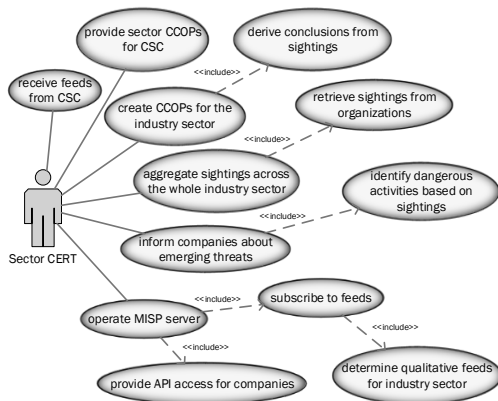 provide sector CCOPs
for CSC
derive conclusions from
sightings
<<include>>
receive feeds
from CSC
create CCOPs for the
industry sector
retrieve sightings from
organizations
<<include>>
aggregate sightings across
the whole industry sector
identify dangerous
activities based on
sightings
<<include>>
inform companies about
emerging threats
Sector CERT
subscribe to feeds
<<include>>
operate MISP server
<<include>>
<<include>>
provide API access for companies
determine qualitative feeds
for industry sector